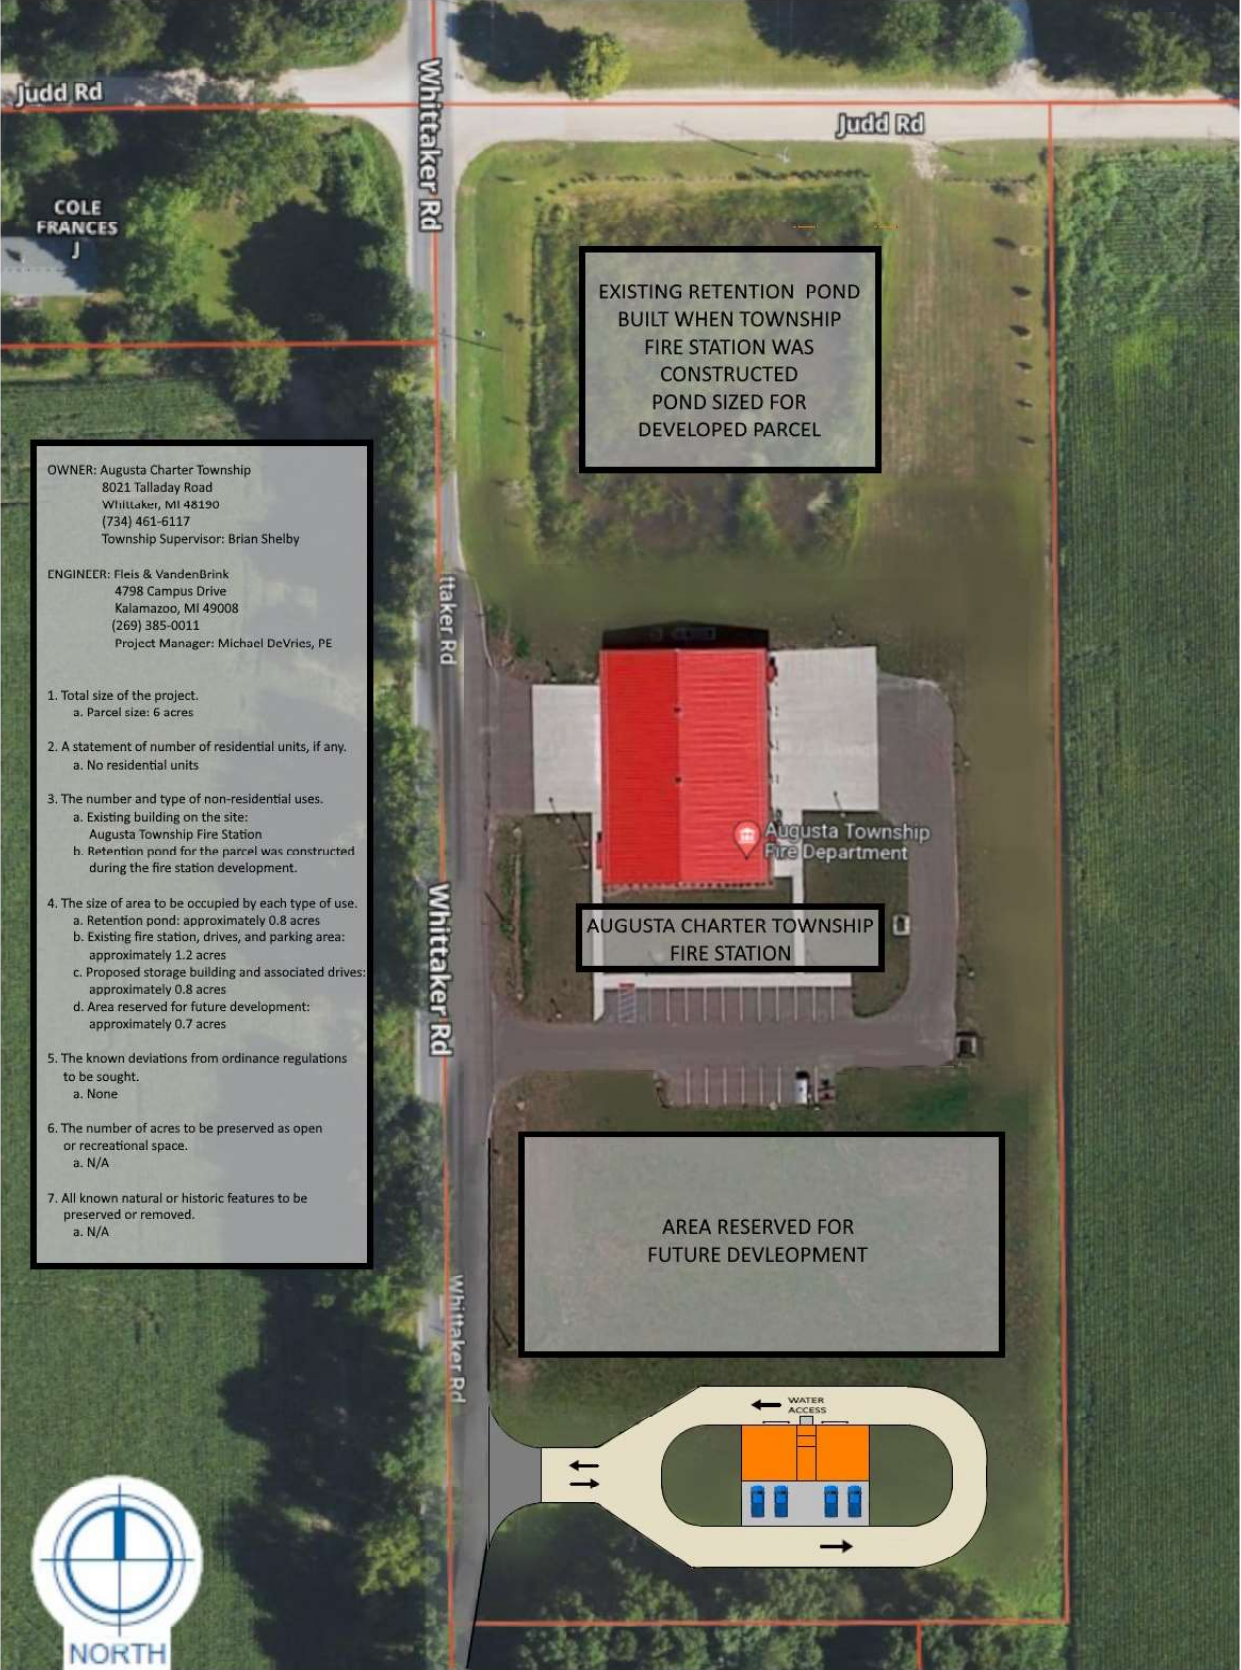 Judd Rd
Whittaker Rd
Judd Rd
COLE
FRANCES
J
EXISTING RETENTION POND
BUILT WHEN TOWNSHIP
FIRE STATION WAS
CONSTRUCTED
POND SIZED FOR
DEVELOPED PARCEL
OWNER: Augusta Charter Township
8021 Talladay Road
Whittaker, MI 48190
(734) 461-6117
Township Supervisor: Brian Shelby
ENGINEER: Fleis & VandenBrink
4798 Campus Drive
Kalamazoo, MI 49008
(269) 385-0011
Project Manager: Michael DeVries, PE
1. Total size of the project.
a. Parcel size: 6 acres
2. A statement of number of residential units, if any.
a. No residential units
3. The number and type of non-residential uses.
a. Existing building on the site:
Augusta Township Fire Station
b. Retention pond for the parcel was constructed
during the fire station development.
4. The size of area to be occupied by each type of use.
a. Retention pond: approximately 0.8 acres
b. Existing fire station, drives, and parking area:
approximately 1.2 acres
c. Proposed storage building and associated drives:
approximately 0.8 acres
d. Area reserved for future development:
approximately 0.7 acres
5. The known deviations from ordinance regulations
to be sought.
a. None
6. The number of acres to be preserved as open
or recreational space.
a. N/A
7. All known natural or historic features to be
preserved or removed.
a. N/A
ttaker Rd
Augusta Township
Fire Department
Whittaker Rd
AUGUSTA CHARTER TOWNSHIP
FIRE STATION
AREA RESERVED FOR
FUTURE DEVLEOPMENT
Whittaker Rd
WATER
ACCESS
NORTH